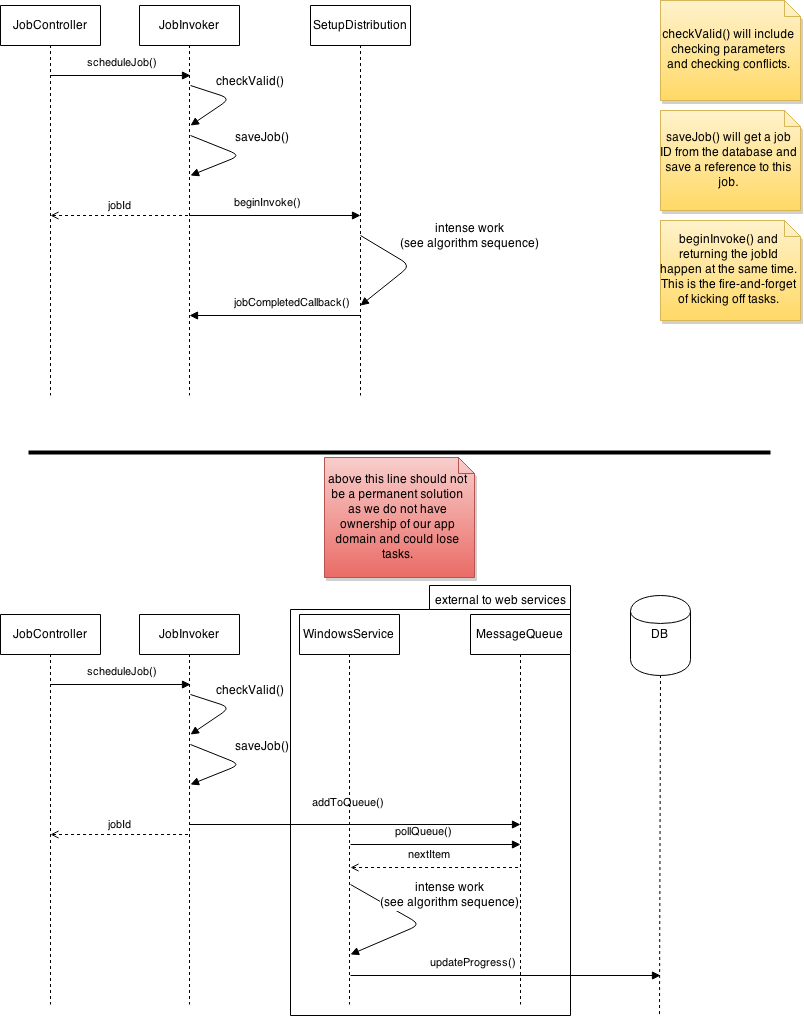 JobController
JobInvoker
SetupDistribution
scheduleJob()
checkValid()
saveJob()
jobId
beginInvoke()
intense work
(see algorithm sequence)
jobCompletedCallback()
checkValid() will include
checking parameters
and checking conflicts.
saveJob() will get a job
ID from the database and
save a reference to this
job.
beginInvoke() and
returning the jobId
happen at the same time.
This is the fire-and-forget
of kicking off tasks.
above this line should not
be a permanent solution
as we do not have
ownership of our app
domain and could lose
tasks.
external to web services
JobController
JobInvoker
WindowsService
MessageQueue
DB
scheduleJob()
checkValid()
saveJob()
addToQueue()
jobId
pollQueue()
nextItem
intense work
(see algorithm sequence)
updateProgress()